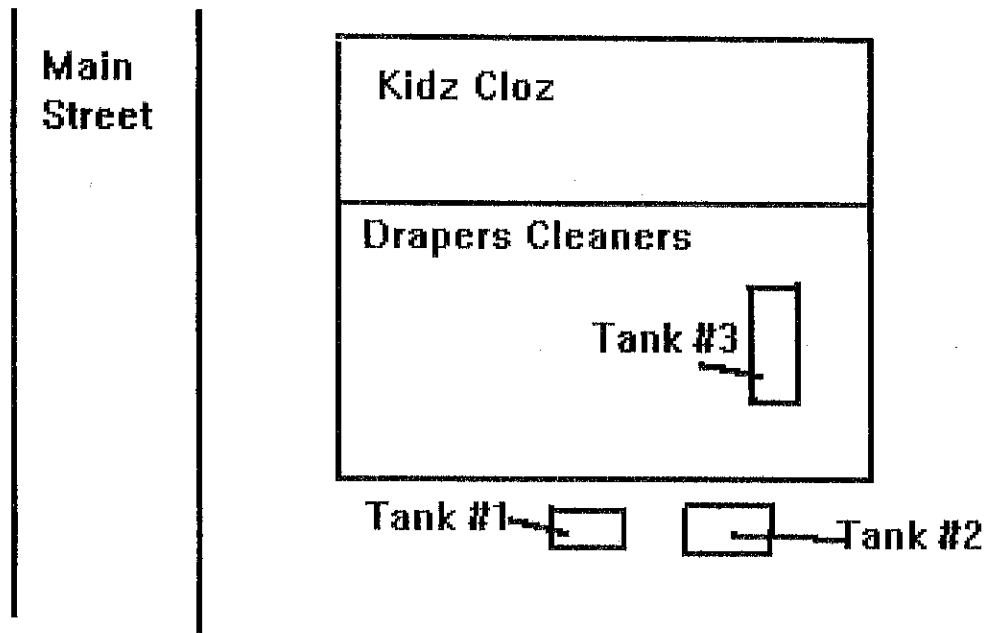 Main
Street
Kidz Cloz
Drapers Cleaners
Tank #3
Tank #1
Tank #2